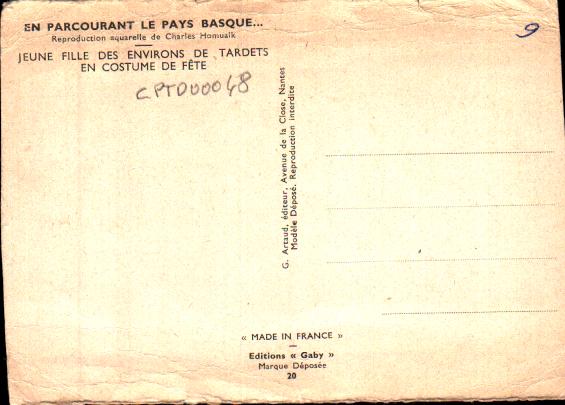 EN PARCOURANT LE PAYS BASQUE...
Reproduction aquarelle de Charles Homualk
JEUNE FILLE DES ENVIRONS DE TARDETS
EN COSTUME DE FÊTE
CPTD00048
9
G. Artaud, éditeur, Avenue de la Close, Nantes
Modèle Déposé. Reproduction interdite
« MADE IN FRANCE »
Editions « Gaby »
Marque Déposée
20